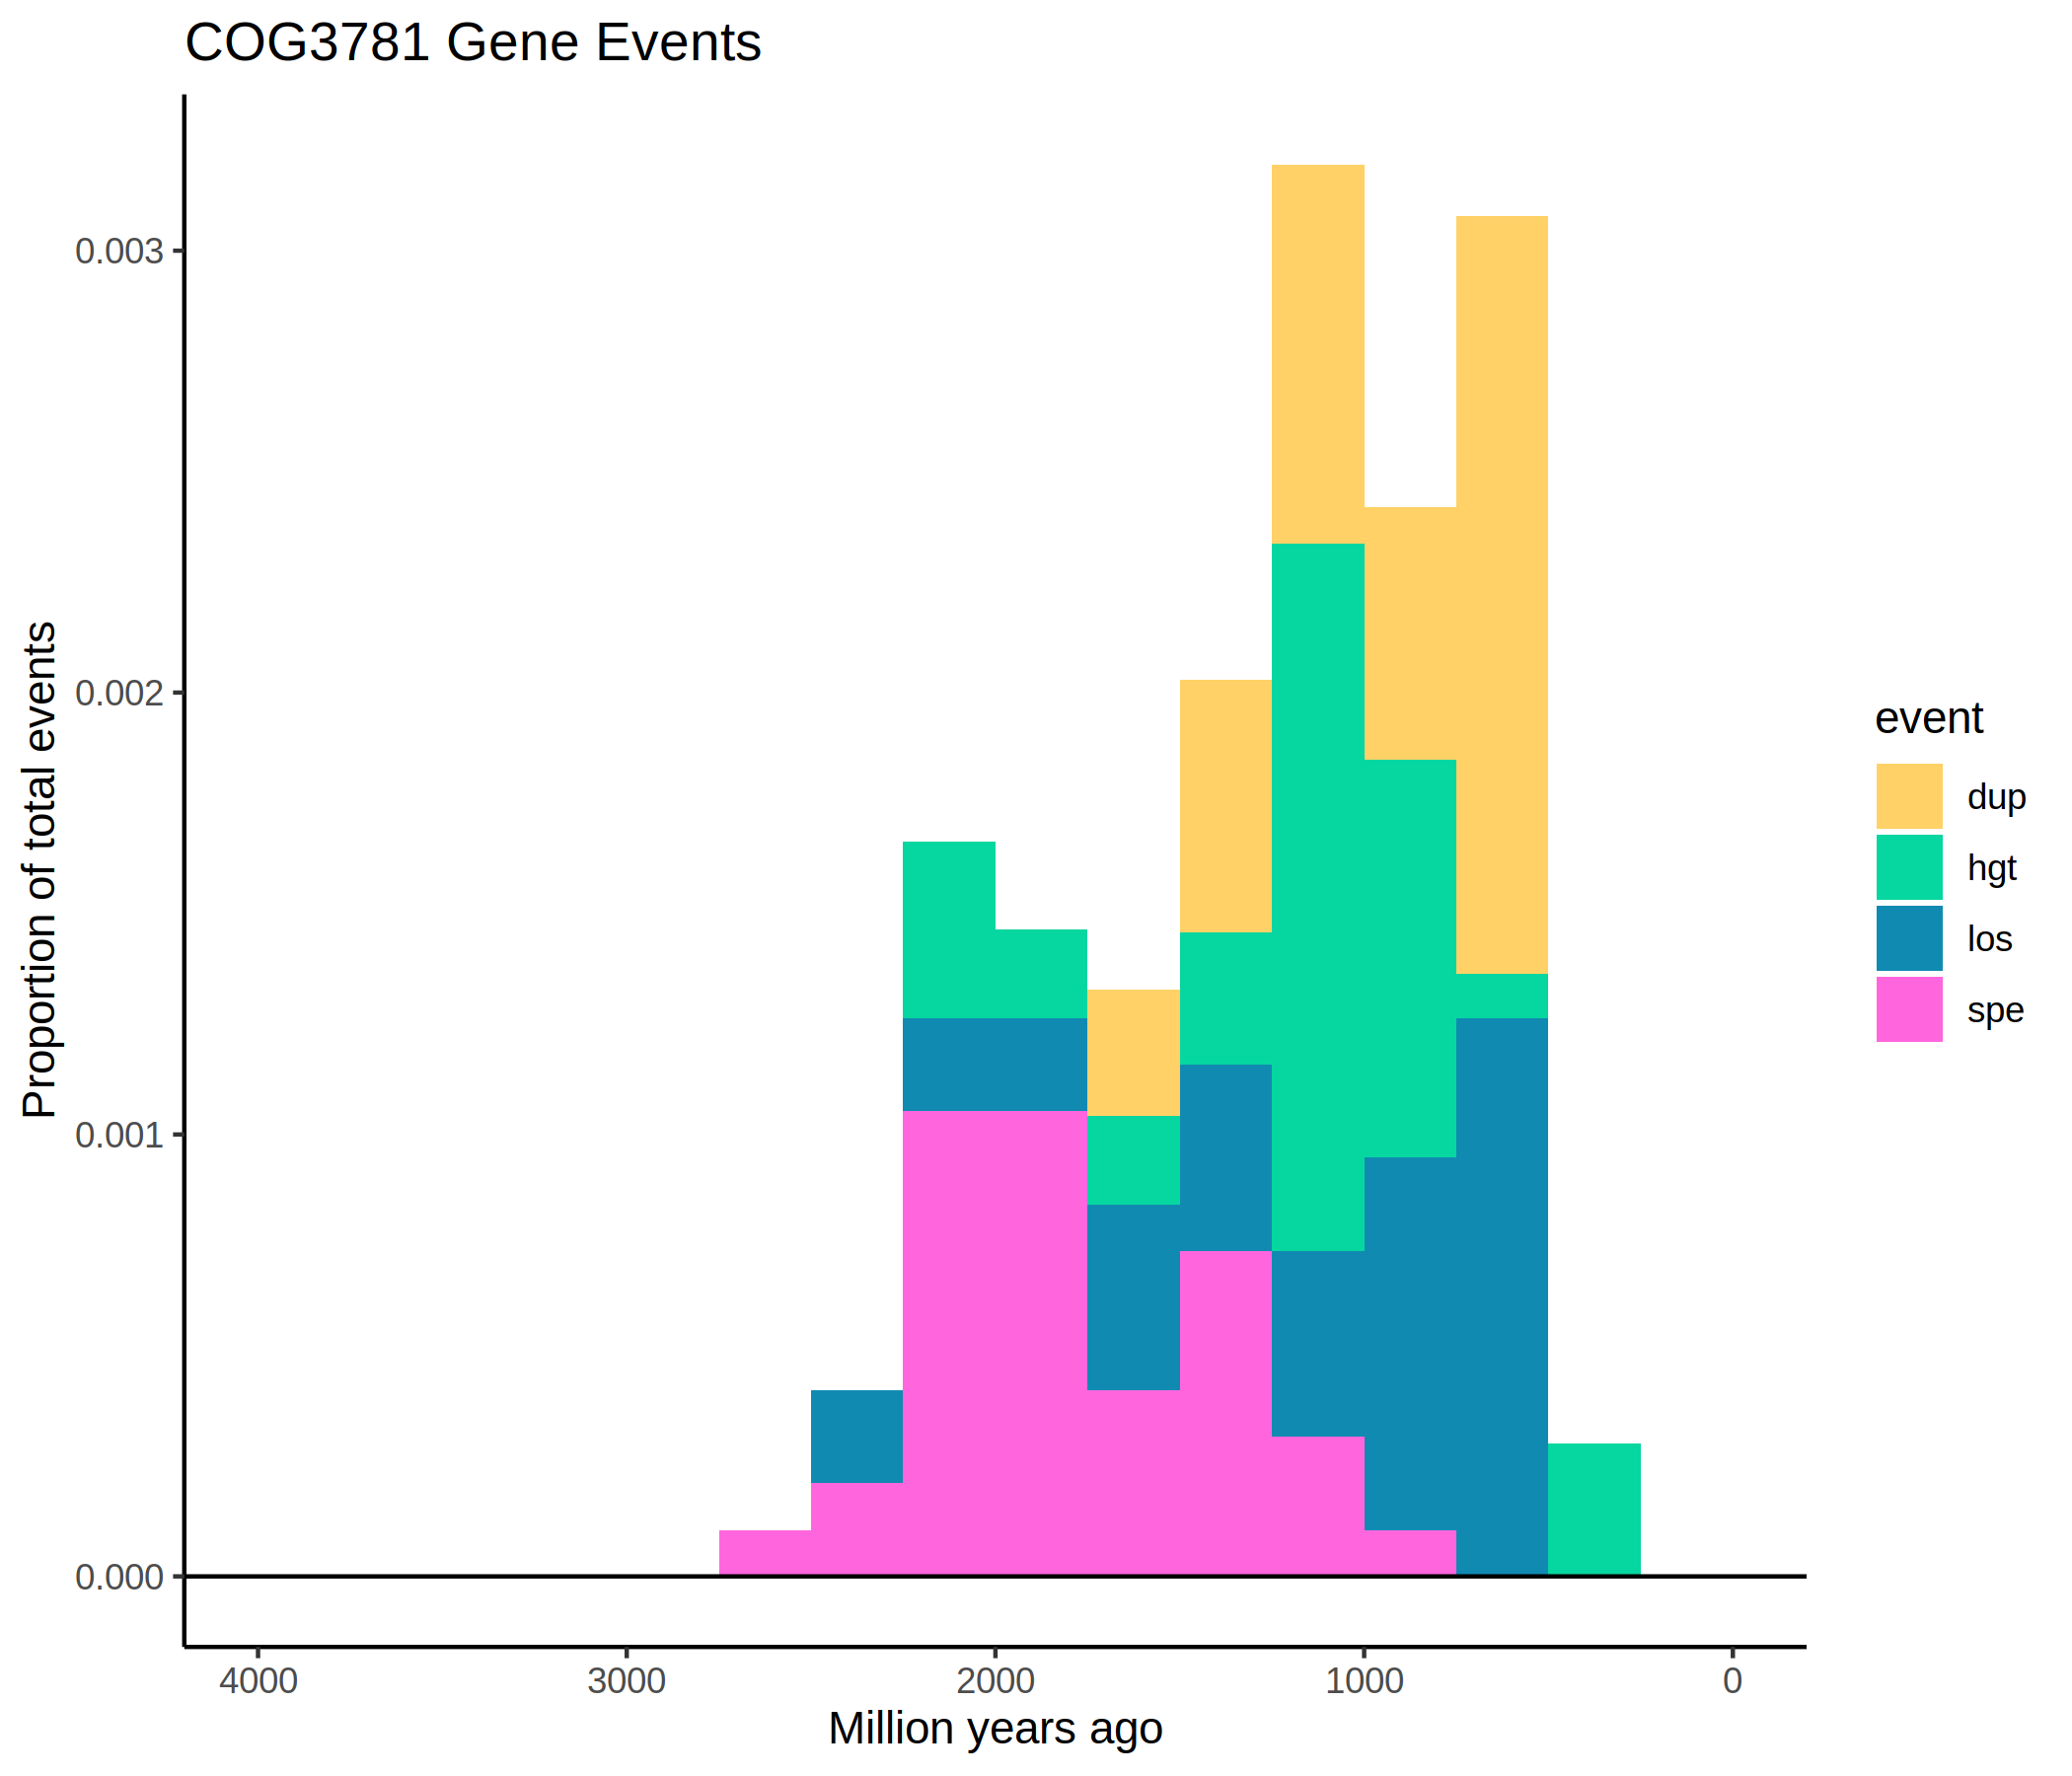 COG3781 Gene Events
Proportion of total events
0.003
0.002
0.001
0.000
4000 3000 2000 1000 0
Million years ago
event
dup
hgt
los
spe